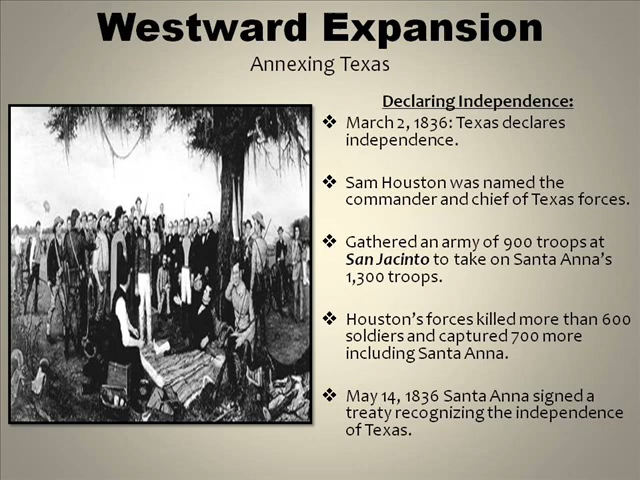 Westward Expansion
Annexing Texas
Declaring Independence:
❖ March 2, 1836: Texas declares
independence.
❖ Sam Houston was named the
commander and chief of Texas forces.
❖ Gathered an army of 900 troops at
San Jacinto to take on Santa Anna’s
1,300 troops.
❖ Houston’s forces killed more than 600
soldiers and captured 700 more
including Santa Anna.
❖ May 14, 1836 Santa Anna signed a
treaty recognizing the independence
of Texas.